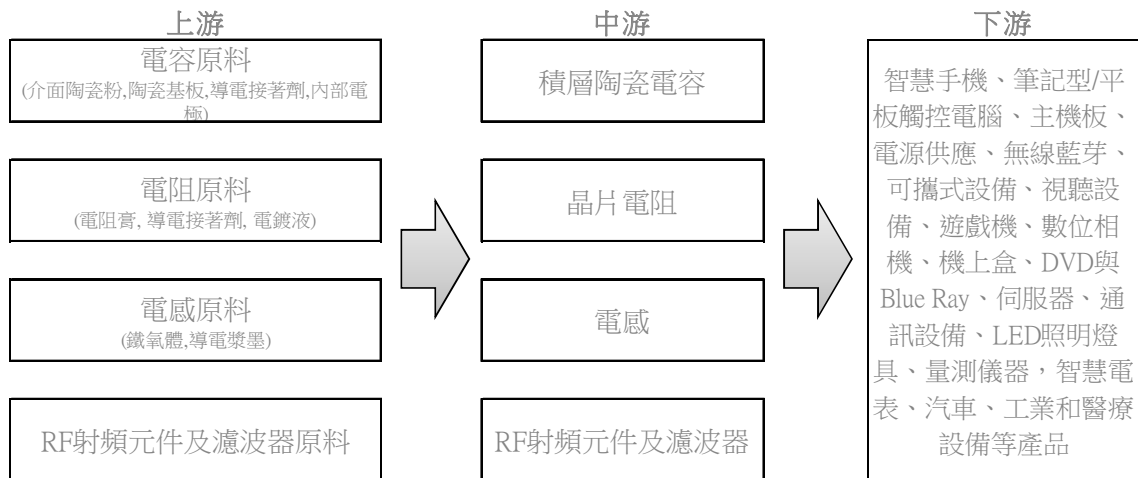 上游
電容原料
(介面陶瓷粉,陶瓷基板,導電接著劑,內部電
極)
電阻原料
(電阻膏, 導電接著劑, 電鍍液)
電感原料
(鐵氧體,導電漿墨)
RF射頻元件及濾波器原料
中游
積層陶瓷電容
晶片電阻
電感
RF射頻元件及濾波器
下游
智慧手機、筆記型/平
板觸控電腦、主機板、
電源供應、無線藍芽、
可攜式設備、視聽設
備、遊戲機、數位相
機、機上盒、DVD與
Blue Ray、伺服器、通
訊設備、LED照明燈
具、量測儀器，智慧電
表、汽車、工業和醫療
設備等產品